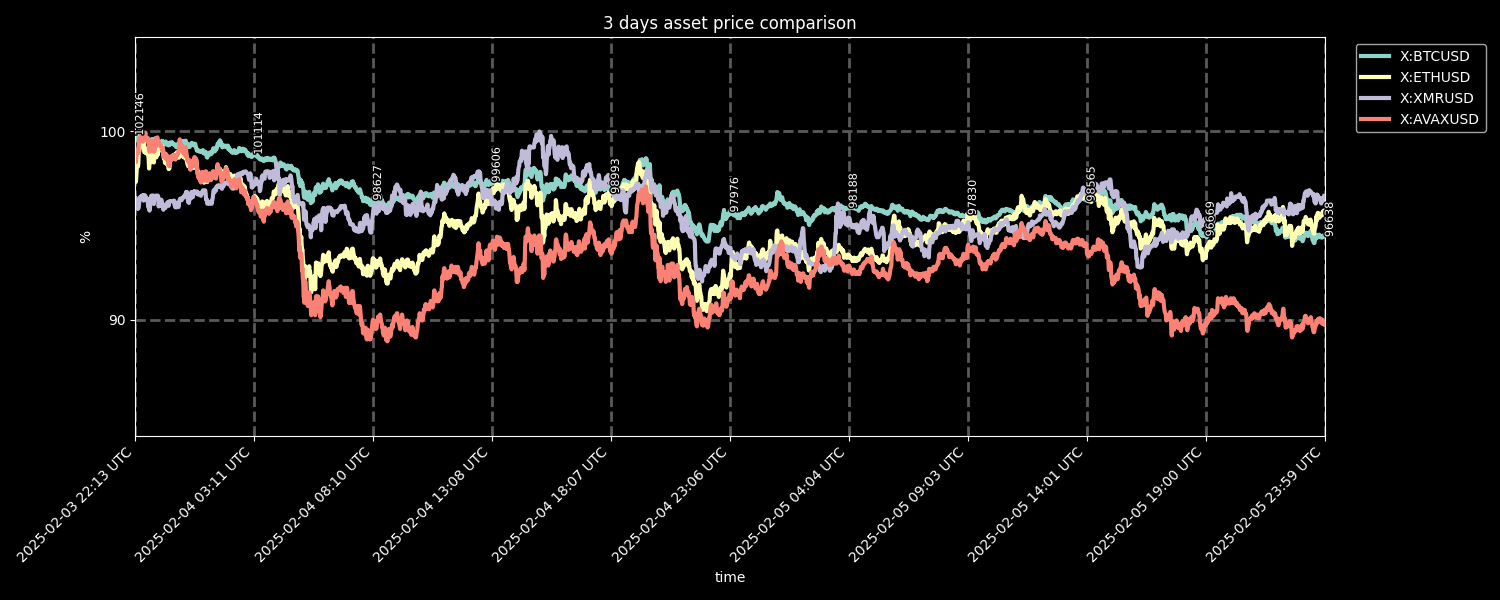 3 days asset price comparison
X:BTCUSD
X:ETHUSD
X:XMRUSD
X:AVAXUSD
100
90
%
102146
101114
98627
99606
98993
97976
98188
97830
98565
96669
96638
2025-02-03 22:13 UTC
2025-02-04 03:11 UTC
2025-02-04 08:10 UTC
2025-02-04 13:08 UTC
2025-02-04 18:07 UTC
2025-02-04 23:06 UTC
2025-02-05 04:04 UTC
2025-02-05 09:03 UTC
2025-02-05 14:01 UTC
2025-02-05 19:00 UTC
2025-02-05 23:59 UTC
time